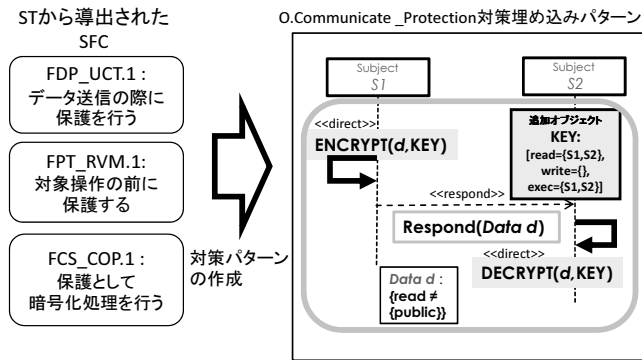 STから導出された
SFC
FDP_UCT.1 :
データ送信の際に
保護を行う
FPT_RVM.1:
対象操作の前に
保護する
FCS_COP.1 :
保護として
暗号化処理を行う
対策パターン
の作成
O.Communicate _Protection対策埋め込みパターン
Subject
S1
Subject
S2
<<direct>>
ENCRYPT(d,KEY)
追加オブジェクト
KEY:
[read={S1,S2},
write={},
exec={S1,S2}]
<<respond>>
Respond(Data d)
<<direct>>
DECRYPT(d,KEY)
Data d :
{read ≠
{public}}